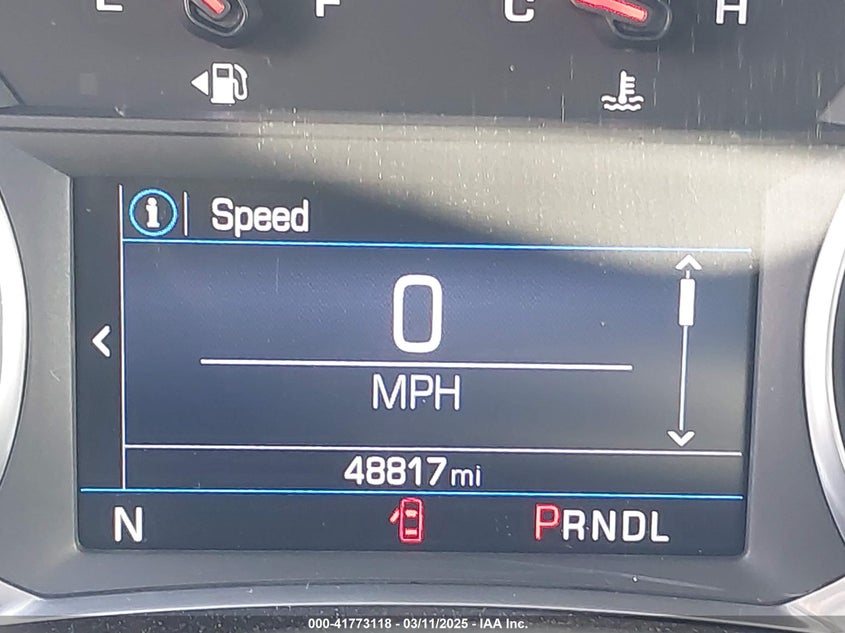 E F C H
Speed
0
MPH
48817 mi
N PRNDL
000-41773118 - 03/11/2025 - IAA Inc.